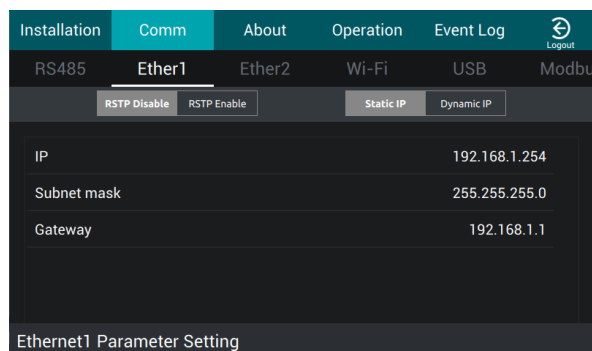 Installation Comm About Operation Event Log Logout
RS485 Ether1 Ether2 Wi-Fi USB Modbu
RSTP Disable RSTP Enable Static IP Dynamic IP
IP 192.168.1.254
Subnet mask 255.255.255.0
Gateway 192.168.1.1
Ethernet1 Parameter Setting